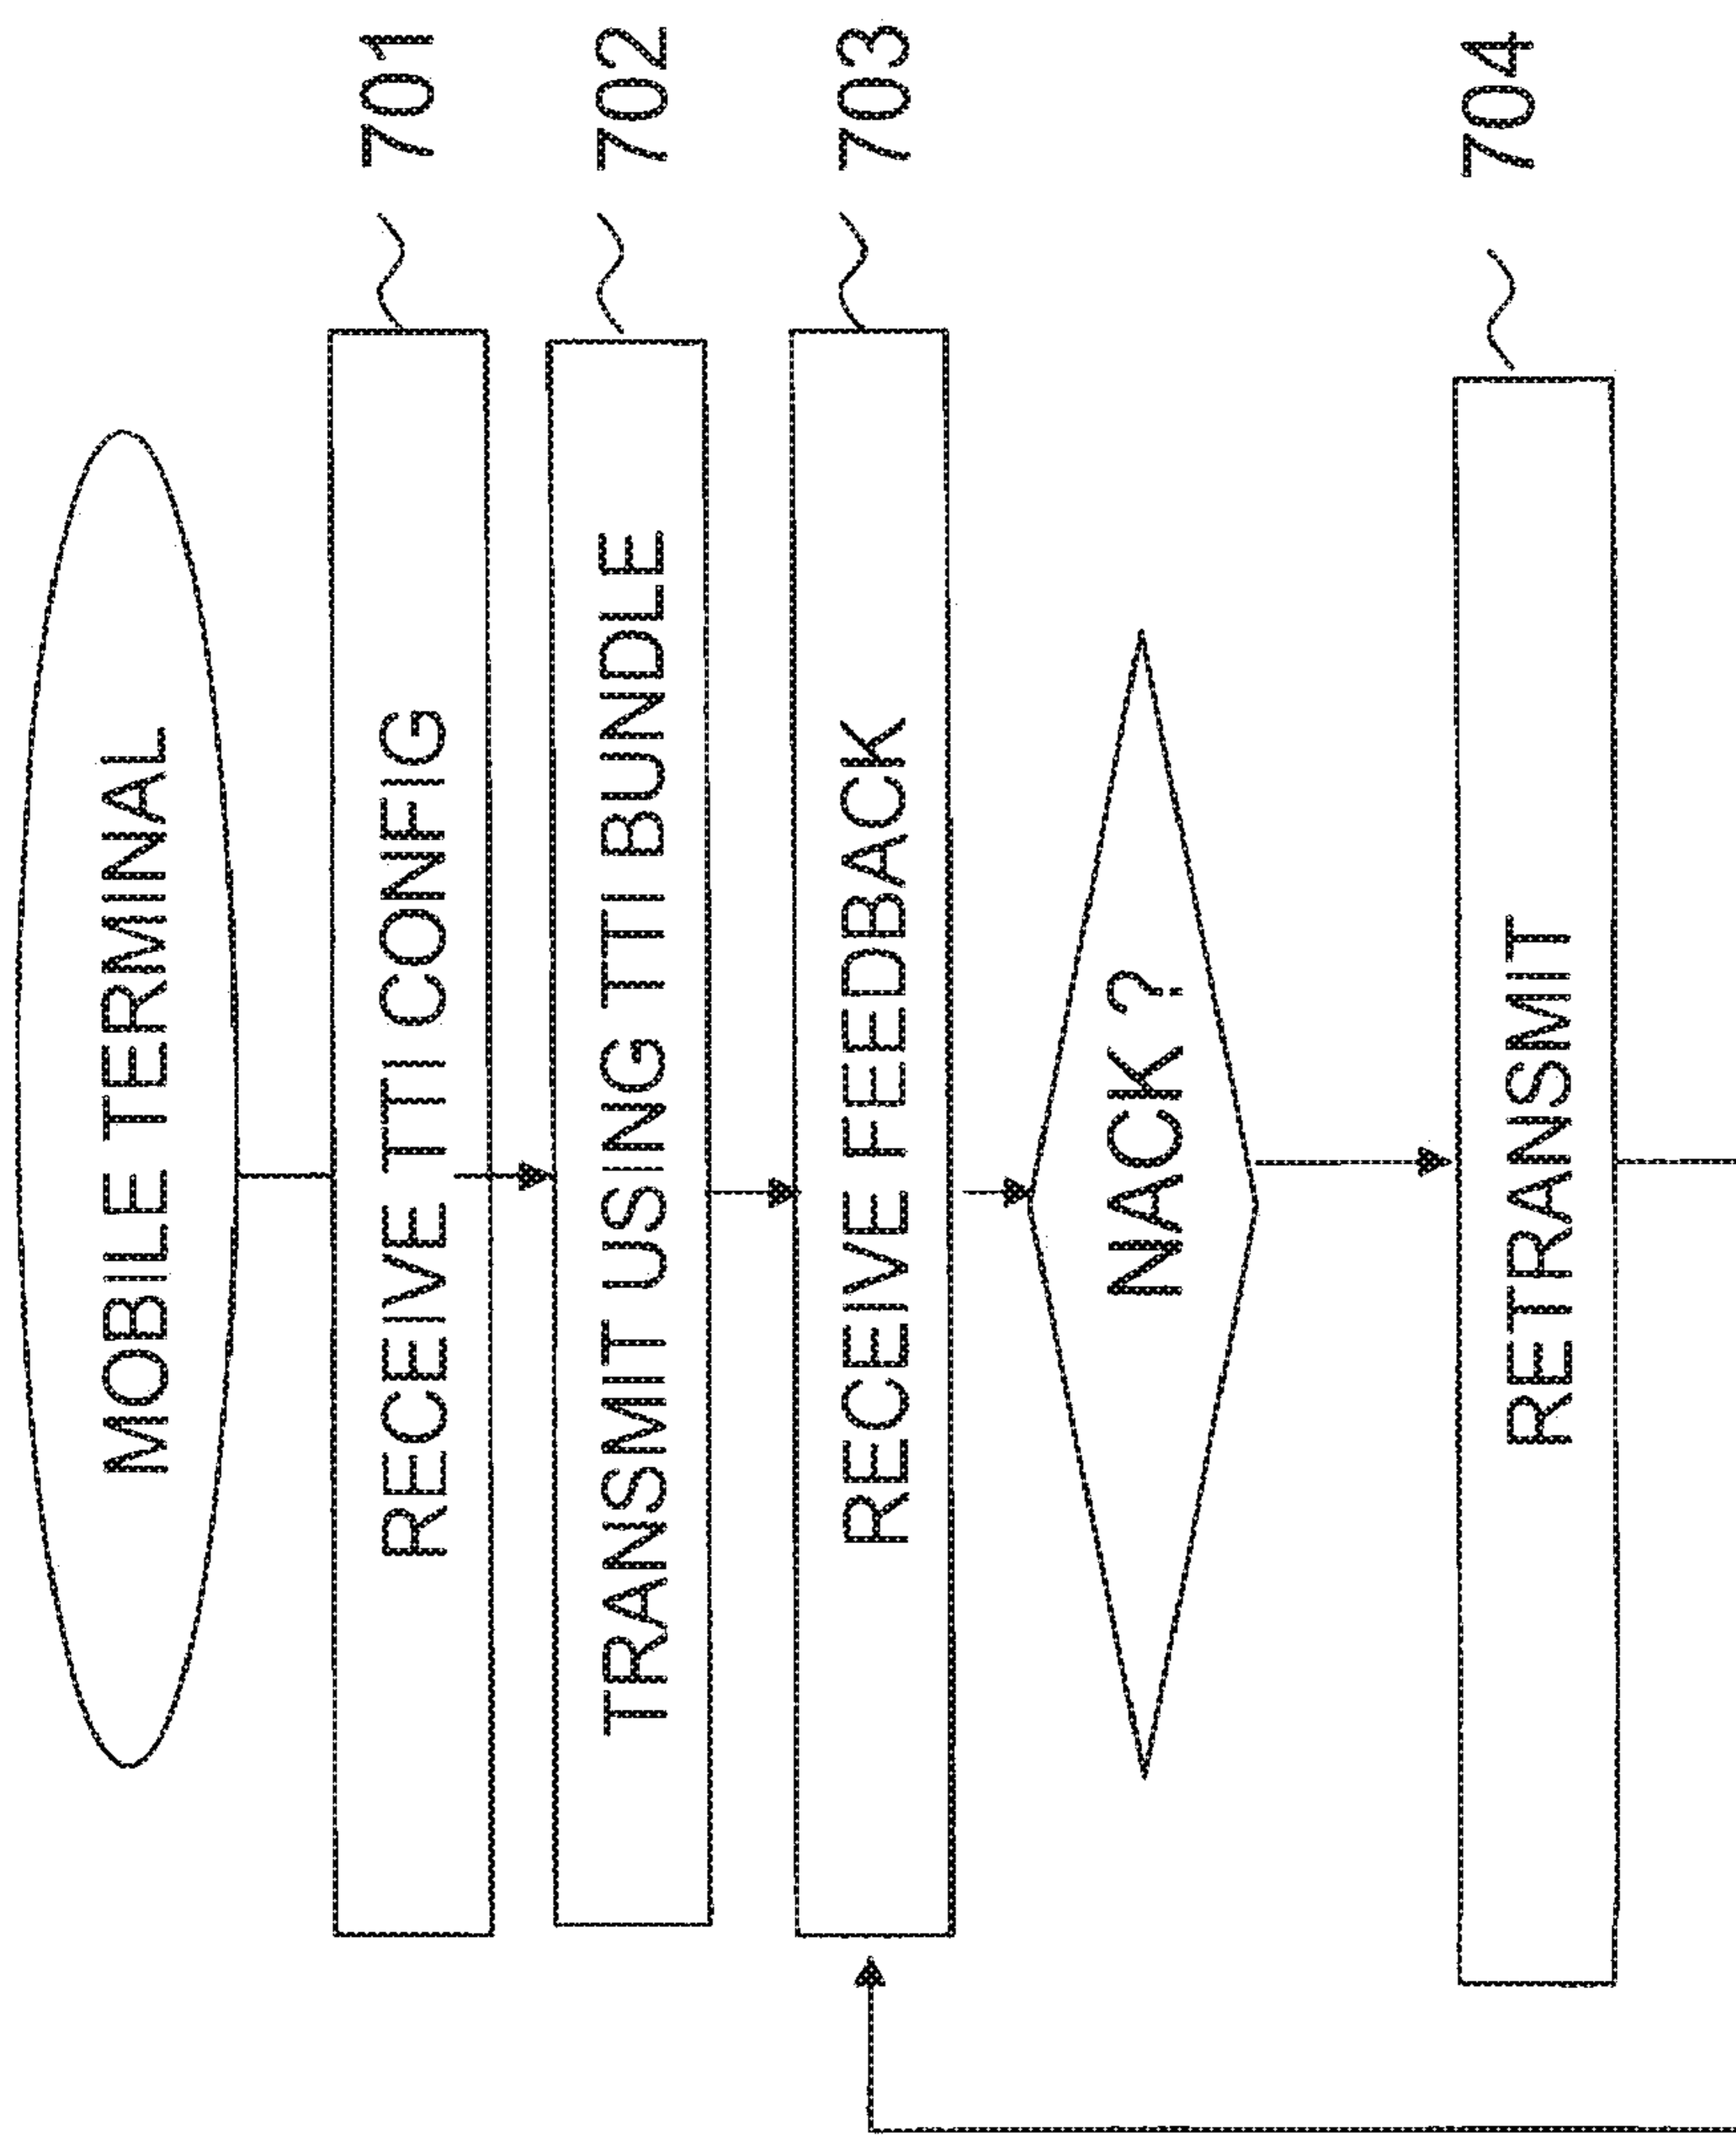 MOBILE TERMINAL
RECEIVE TTI CONFIG
701
TRANSMIT USING TTI BUNDLE
702
RECEIVE FEEDBACK
703
NACK ?
RETRANSMIT
704